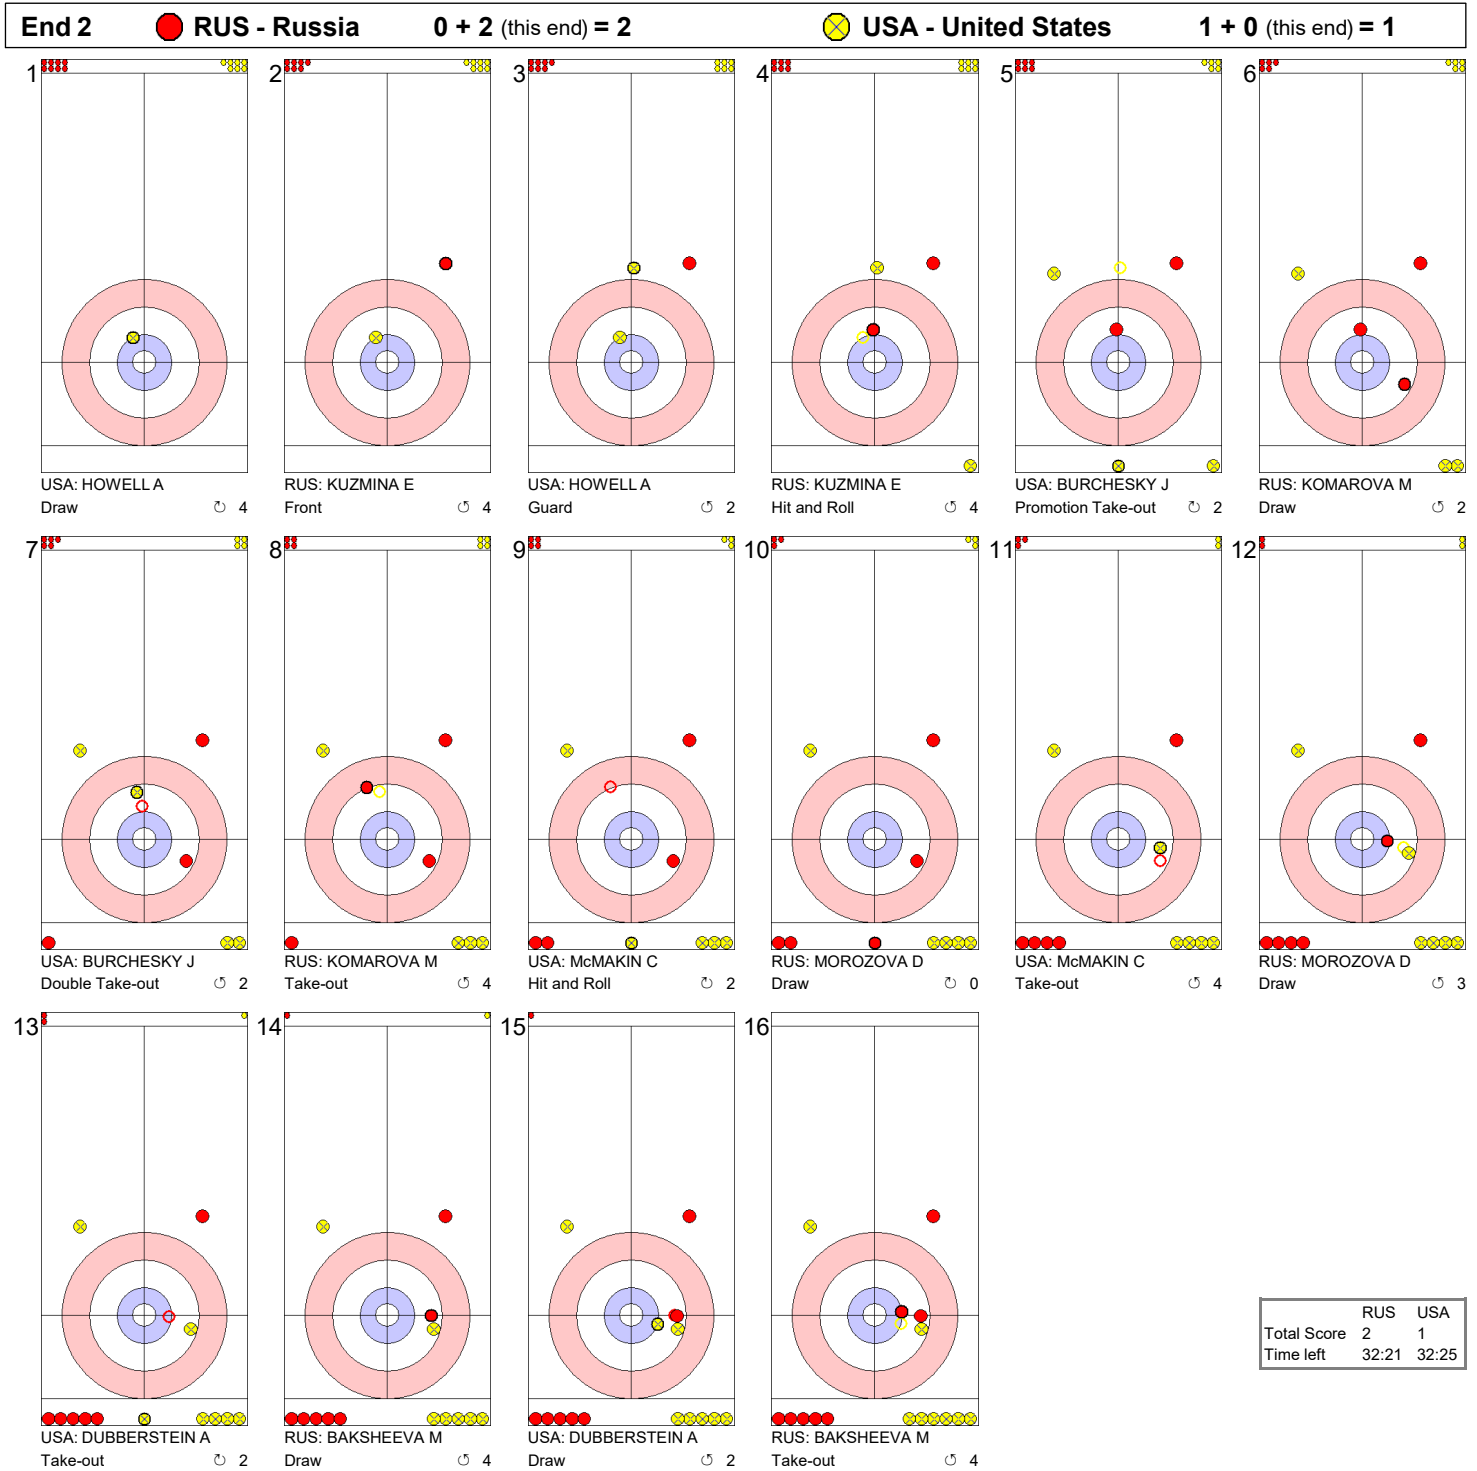 End 2 RUS - Russia 0 + 2 (this end) = 2 USA - United States 1 + 0 (this end) = 1
1 2 3 4 5 6
USA: HOWELL A RUS: KUZMINA E USA: HOWELL A RUS: KUZMINA E USA: BURCHESKY J RUS: KOMAROVA M
Draw ↻ 4 Front ↺ 4 Guard ↺ 2 Hit and Roll ↺ 4 Promotion Take-out ↺ 2 Draw ↺ 2
7 8 9 10 11 12
USA: BURCHESKY J RUS: KOMAROVA M USA: McMAKIN C RUS: MOROZOVA D USA: McMAKIN C RUS: MOROZOVA D
Double Take-out ↺ 2 Take-out ↺ 4 Hit and Roll ↻ 2 Draw ↻ 0 Take-out ↺ 4 Draw ↺ 3
13 14 15 16
USA: DUBBERSTEIN A RUS: BAKSHEEVA M USA: DUBBERSTEIN A RUS: BAKSHEEVA M
Take-out ↻ 2 Draw ↺ 4 Draw ↺ 2 Take-out ↺ 4
RUS USA
Total Score 2 1
Time left 32:21 32:25